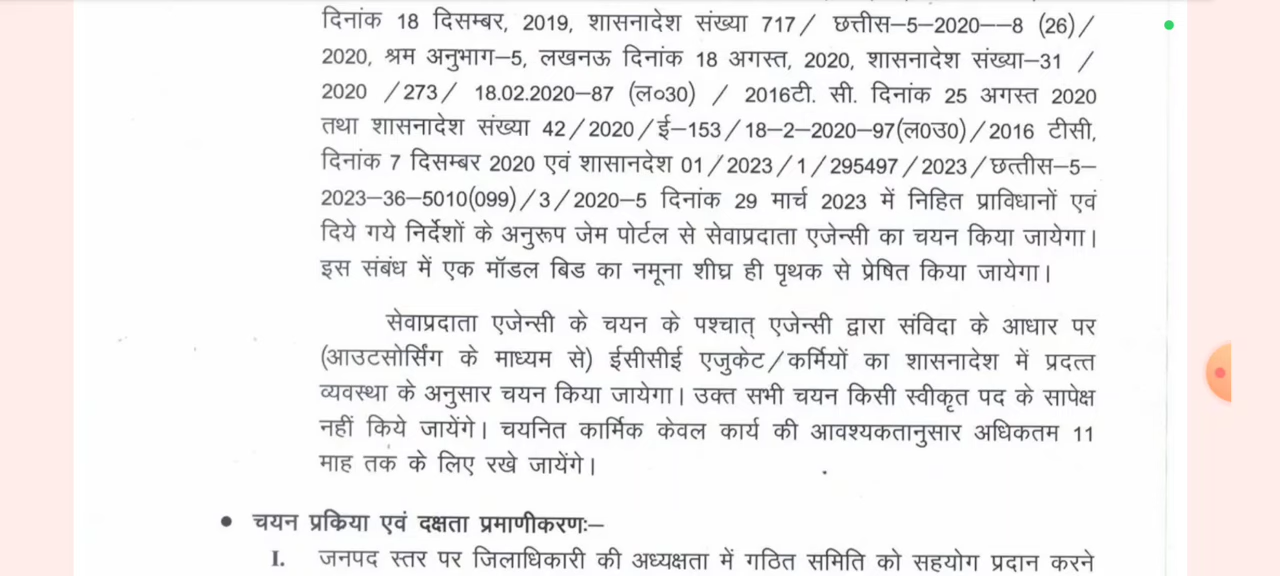 दिनांक 18 दिसम्बर, 2019, शासनादेश संख्या 717 / छत्तीस–5–2020––8 (26) /
2020, श्रम अनुभाग–5, लखनऊ दिनांक 18 अगस्त, 2020, शासनादेश संख्या–31 /
2020 /273/ 18.02.2020–87 (ल०30) / 2016टी. सी. दिनांक 25 अगस्त 2020
तथा शासनादेश संख्या 42/2020/ई–153/18–2–2020–97(ल0उ0)/2016 टीसी,
दिनांक 7 दिसम्बर 2020 एवं शासानदेश 01/2023/1/295497/2023/छत्तीस–5–
2023–36–5010(099)/3/2020–5 दिनांक 29 मार्च 2023 में निहित प्राविधानों एवं
दिये गये निर्देशों के अनुरूप जेम पोर्टल से सेवाप्रदाता एजेन्सी का चयन किया जायेगा।
इस संबंध में एक मॉडल बिड का नमूना शीघ्र ही पृथक से प्रेषित किया जायेगा।
सेवाप्रदाता एजेन्सी के चयन के पश्चात् एजेन्सी द्वारा संविदा के आधार पर
(आउटसोर्सिंग के माध्यम से) ईसीसीई एजुकेट/कर्मियों का शासनादेश में प्रदत्त
व्यवस्था के अनुसार चयन किया जायेगा। उक्त सभी चयन किसी स्वीकृत पद के सापेक्ष
नहीं किये जायेंगे। चयनित कार्मिक केवल कार्य की आवश्यकतानुसार अधिकतम 11
माह तक के लिए रखे जायेंगे।
• चयन प्रक्रिया एवं दक्षता प्रमाणीकरणः–
I. जनपद स्तर पर जिलाधिकारी की अध्यक्षता में गठित समिति को सहयोग प्रदान करने